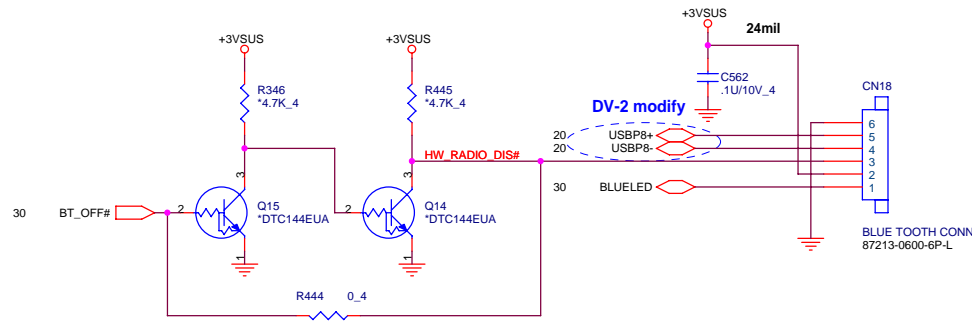 +3VSUS
24mil
+3VSUS
+3VSUS
C562
.1U/10V_4
CN18
R346
*4.7K_4
R445
*4.7K_4
DV-2 modify
6
20
USBP8+
5
20
USBP8-
4
HW_RADIO_DIS#
3
2
30
BLUELED
1
3
3
Q15
*DTC144EUA
Q14
*DTC144EUA
30
BT_OFF#
2
2
1
1
BLUE TOOTH CONN
87213-0600-6P-L
R444
0_4